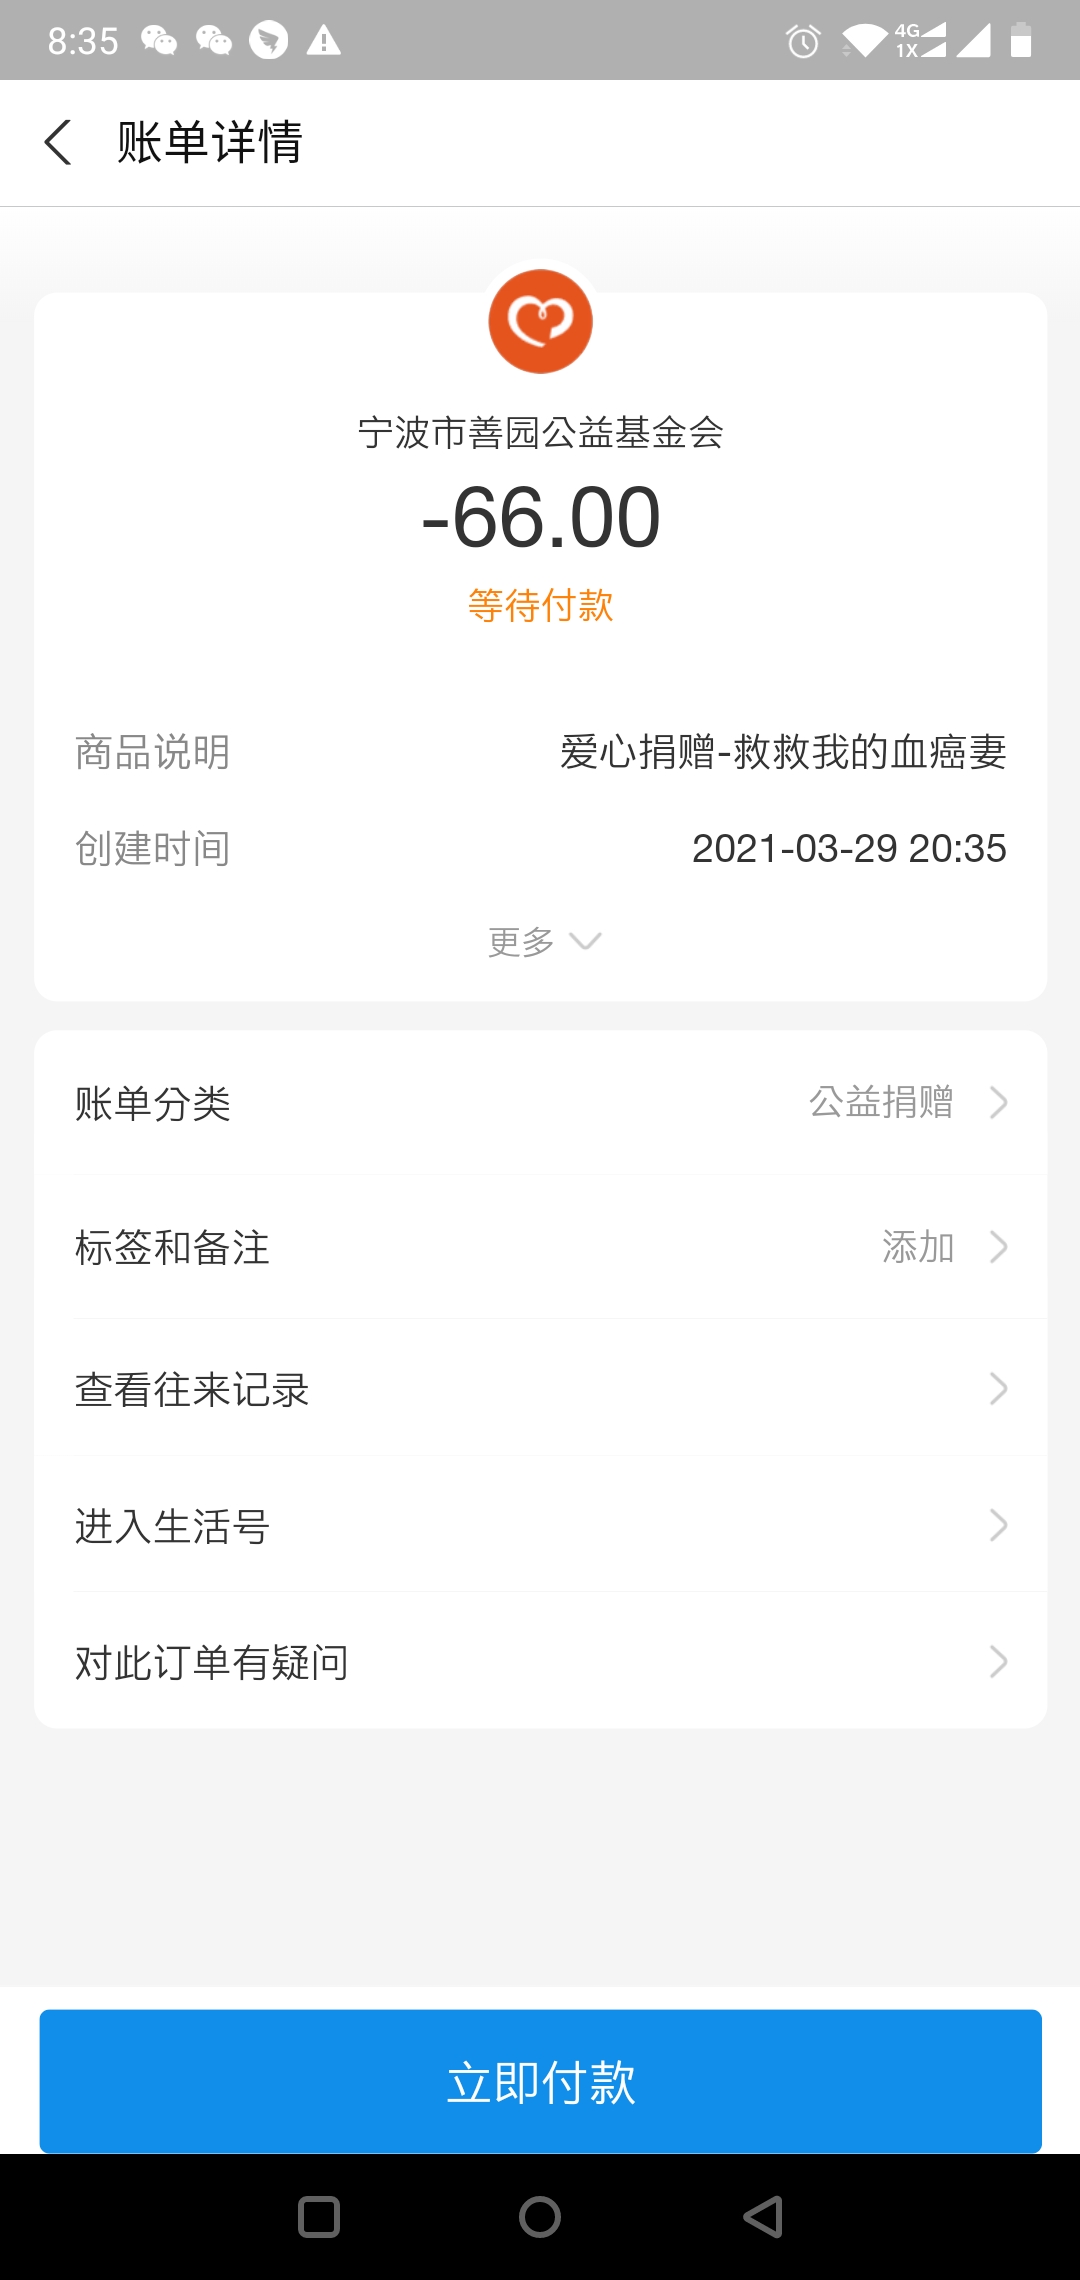 8:35
4G
1X
账单详情
宁波市善园公益基金会
-66.00
等待付款
商品说明 爱心捐赠-救救我的血癌妻
创建时间 2021-03-29 20:35
更多
账单分类 公益捐赠
标签和备注 添加
查看往来记录
进入生活号
对此订单有疑问
立即付款